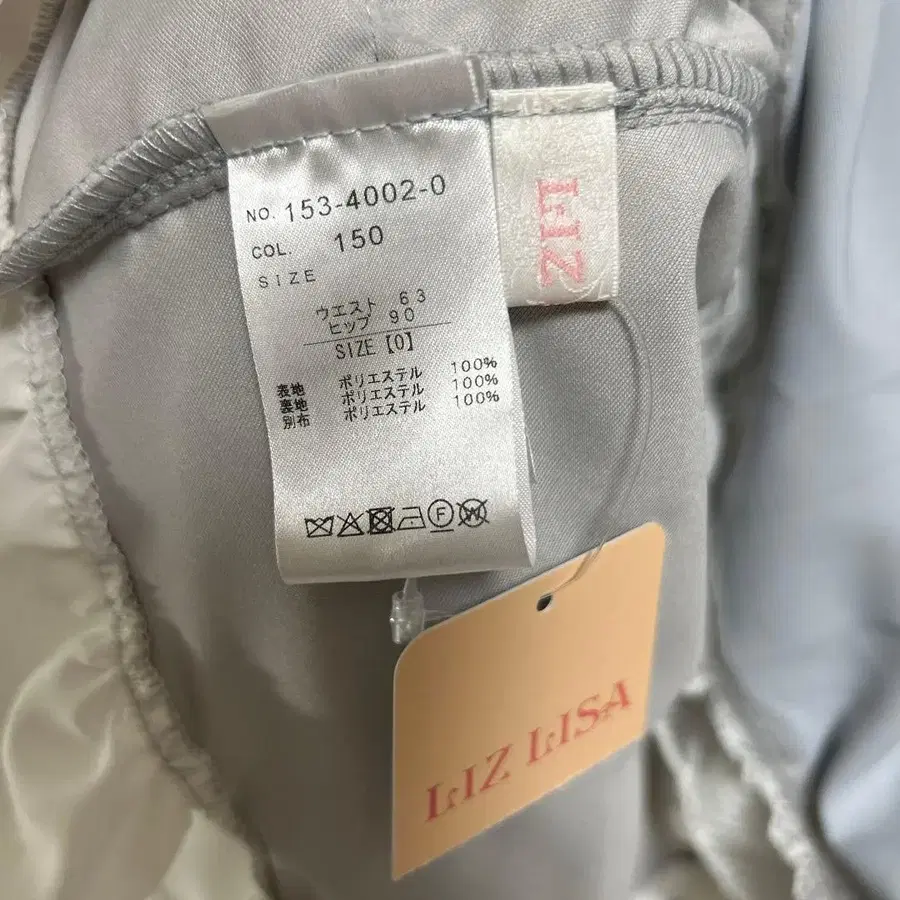 NO. 153-4002-0
COL. 150
SIZE
ウエスト 63
ヒップ 90
SIZE【0】
表地 ポリエステル 100%
裏地 ポリエステル 100%
別布 ポリエステル 100%
F
W
LIZ
LIZ LISA